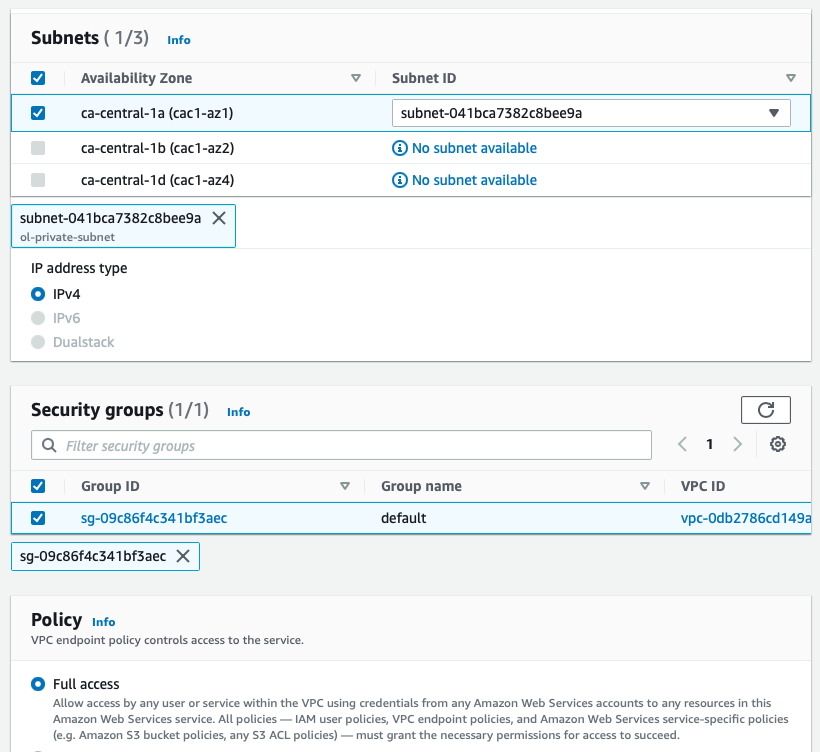 Subnets ( 1/3) Info
Availability Zone Subnet ID
ca-central-1a (cac1-az1) subnet-041bca7382c8bee9a
ca-central-1b (cac1-az2) No subnet available
ca-central-1d (cac1-az4) No subnet available
subnet-041bca7382c8bee9a
ol-private-subnet
IP address type
IPv4
IPv6
Dualstack
Security groups (1/1) Info
Filter security groups 1
Group ID Group name VPC ID
sg-09c86f4c341bf3aec default vpc-0db2786cd149a
sg-09c86f4c341bf3aec
Policy Info
VPC endpoint policy controls access to the service.
Full access
Allow access by any user or service within the VPC using credentials from any Amazon Web Services accounts to any resources in this
Amazon Web Services service. All policies — IAM user policies, VPC endpoint policies, and Amazon Web Services service-specific policies
(e.g. Amazon S3 bucket policies, any S3 ACL policies) — must grant the necessary permissions for access to succeed.